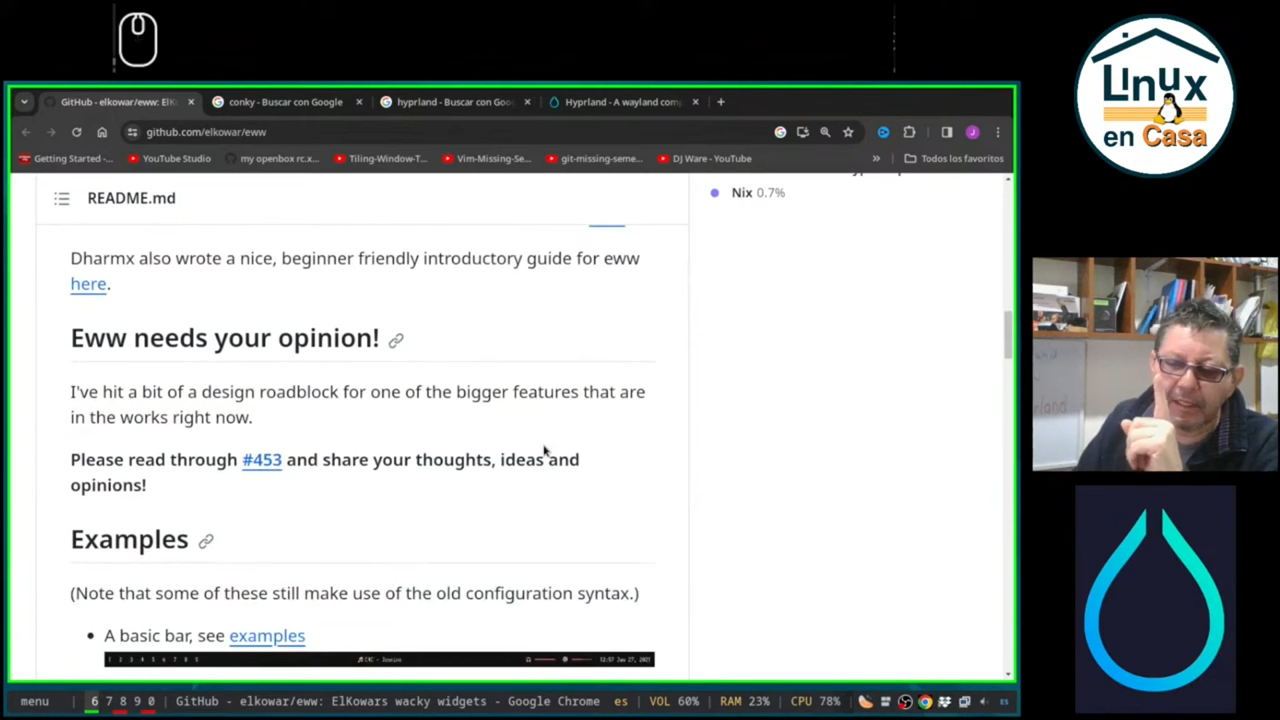 LinuX
en Casa
GitHub - elkowar/eww: ElK
conky - Buscar con Google
hyprland - Buscar con Goo
Hyprland - A wayland com
github.com/elkowar/eww
Getting Started -...
YouTube Studio
my openbox rc.x...
Tiling-Window-T...
Vim-Missing-Se...
git-missing-seme...
DJ Ware - YouTube
Todos los favoritos
README.md
Nix 0.7%
Dharmx also wrote a nice, beginner friendly introductory guide for eww
here.
Eww needs your opinion!
I've hit a bit of a design roadblock for one of the bigger features that are
in the works right now.
Please read through #453 and share your thoughts, ideas and
opinions!
Examples
(Note that some of these still make use of the old configuration syntax.)
A basic bar, see examples
menu 6 7 8 9 0 GitHub - elkowar/eww: ElKowars wacky widgets - Google Chrome es VOL 60% RAM 23% CPU 78% ES